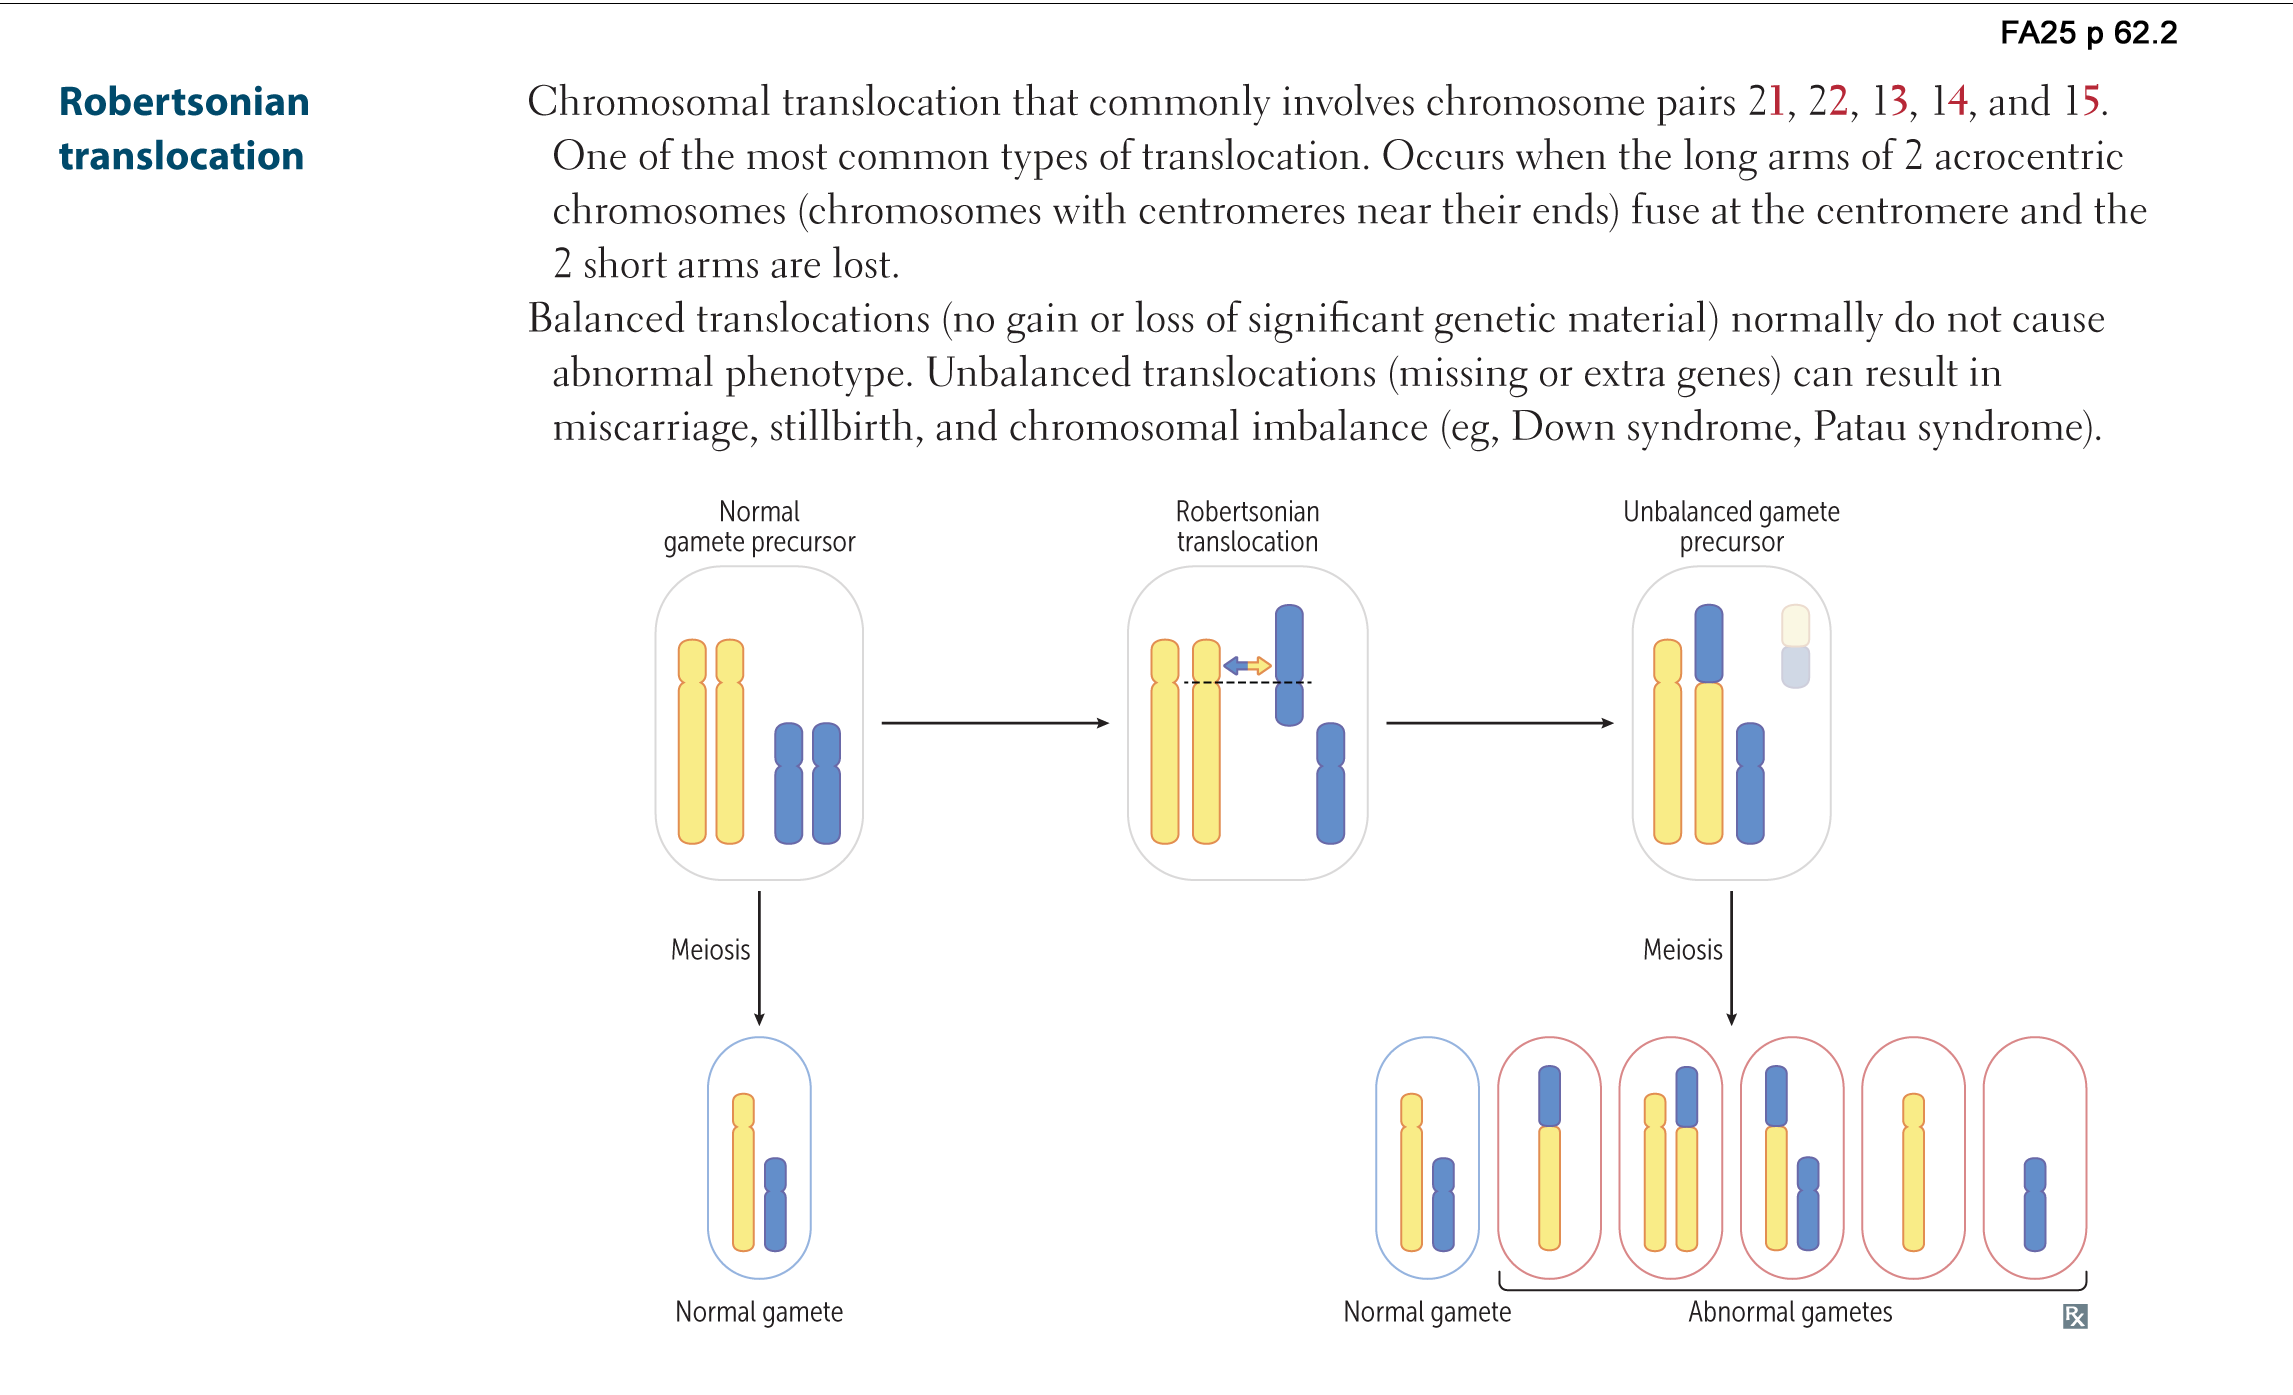 FA25 p 62.2
Robertsonian
translocation
Chromosomal translocation that commonly involves chromosome pairs 21, 22, 13, 14, and 15.
One of the most common types of translocation. Occurs when the long arms of 2 acrocentric
chromosomes (chromosomes with centromeres near their ends) fuse at the centromere and the
2 short arms are lost.
Balanced translocations (no gain or loss of significant genetic material) normally do not cause
abnormal phenotype. Unbalanced translocations (missing or extra genes) can result in
miscarriage, stillbirth, and chromosomal imbalance (eg, Down syndrome, Patau syndrome).
Normal
gamete precursor
Robertsonian
translocation
Unbalanced gamete
precursor
Meiosis
Meiosis
Normal gamete
Normal gamete
Abnormal gametes
Rx